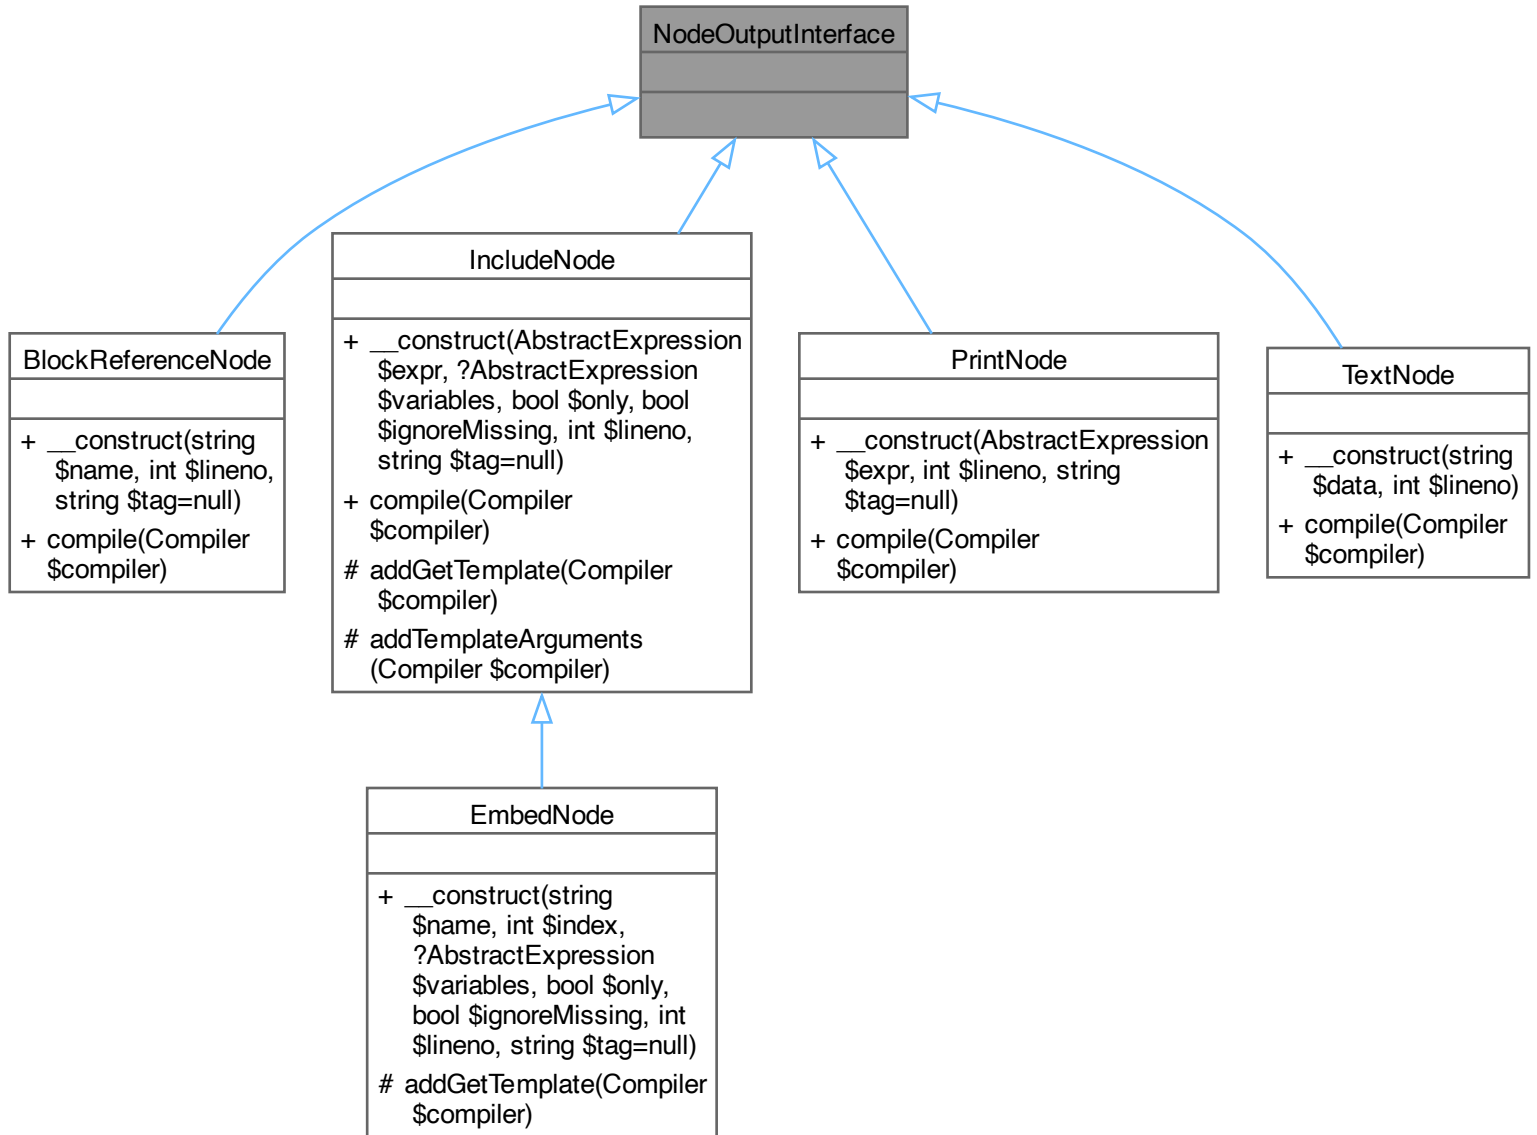 NodeOutputInterface
BlockReferenceNode
+ __construct(string
$name, int $lineno,
string $tag=null)
+ compile(Compiler
$compiler)
IncludeNode
+ __construct(AbstractExpression
$expr, ?AbstractExpression
$variables, bool $only, bool
$ignoreMissing, int $lineno,
string $tag=null)
+ compile(Compiler
$compiler)
# addGetTemplate(Compiler
$compiler)
# addTemplateArguments
(Compiler $compiler)
PrintNode
+ __construct(AbstractExpression
$expr, int $lineno, string
$tag=null)
+ compile(Compiler
$compiler)
TextNode
+ __construct(string
$data, int $lineno)
+ compile(Compiler
$compiler)
EmbedNode
+ __construct(string
$name, int $index,
?AbstractExpression
$variables, bool $only,
bool $ignoreMissing, int
$lineno, string $tag=null)
# addGetTemplate(Compiler
$compiler)